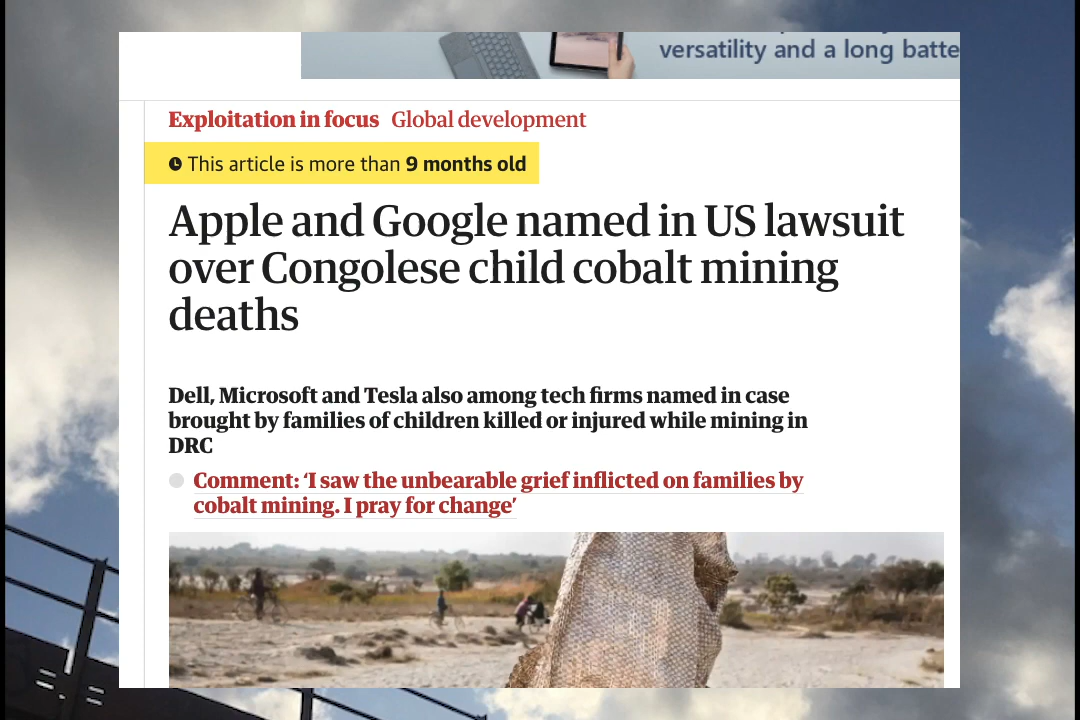 versatility and a long batte
Exploitation in focus Global development
This article is more than 9 months old
Apple and Google named in US lawsuit
over Congolese child cobalt mining
deaths
Dell, Microsoft and Tesla also among tech firms named in case
brought by families of children killed or injured while mining in
DRC
Comment: ‘I saw the unbearable grief inflicted on families by
cobalt mining. I pray for change’